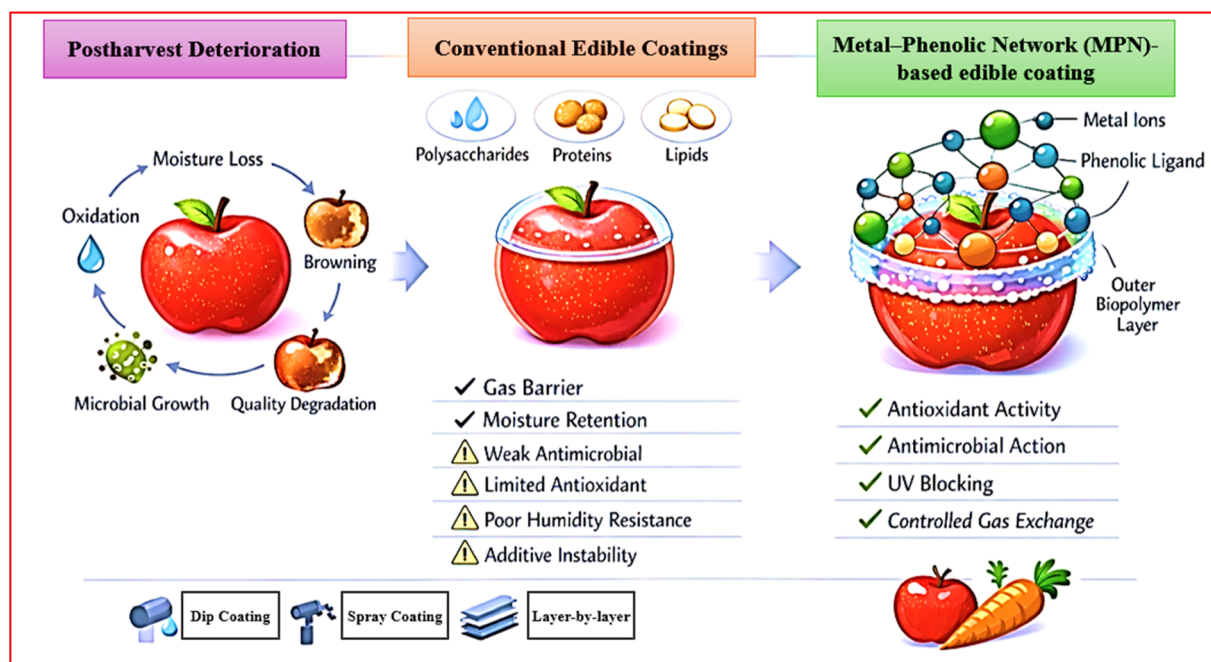 Postharvest Deterioration
Moisture Loss
Oxidation
Browning
Microbial Growth
Quality Degradation
Conventional Edible Coatings
Polysaccharides
Proteins
Lipids
Gas Barrier
Moisture Retention
Weak Antimicrobial
Limited Antioxidant
Poor Humidity Resistance
Additive Instability
Metal–Phenolic Network (MPN)-
based edible coating
Metal Ions
Phenolic Ligand
Outer
Biopolymer
Layer
Antioxidant Activity
Antimicrobial Action
UV Blocking
Controlled Gas Exchange
Dip Coating
Spray Coating
Layer-by-layer